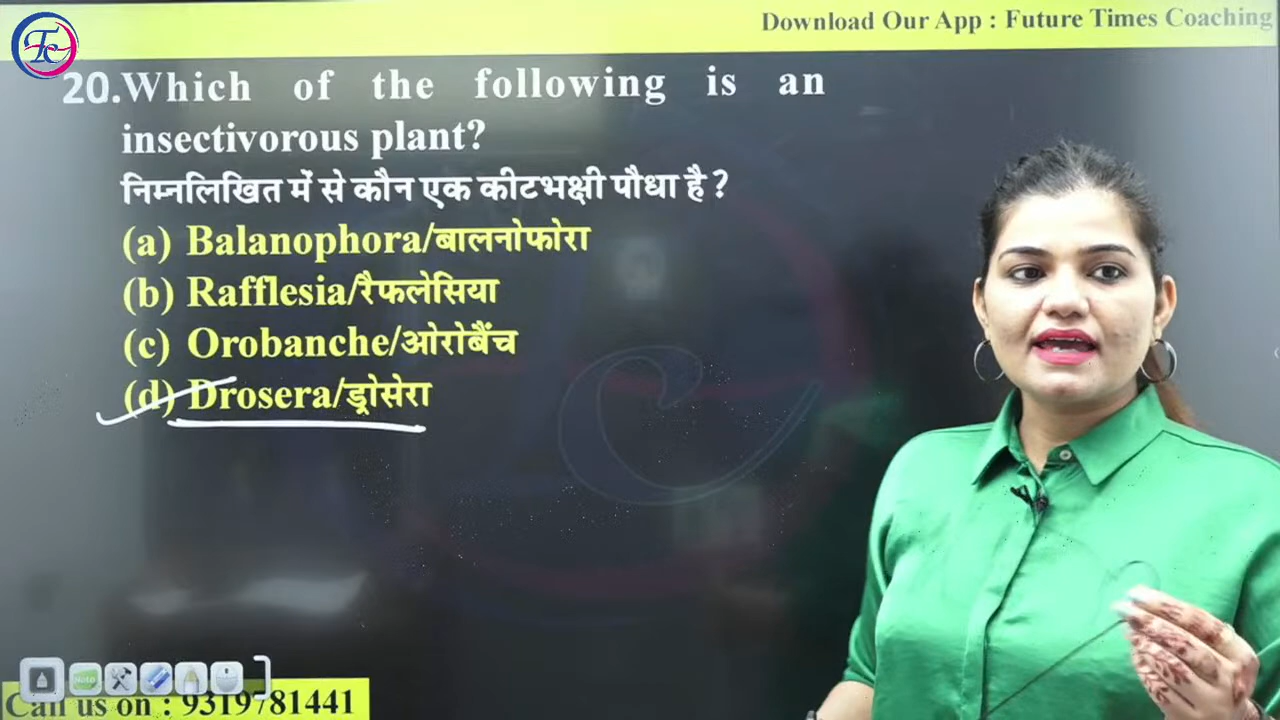 Tc
Download Our App : Future Times Coaching
20.Which of the following is an
insectivorous plant?
निम्नलिखित में से कौन एक कीटभक्षी पौधा है ?
(a) Balanophora/बालनोफोरा
(b) Rafflesia/रैफलेसिया
(c) Orobanche/ओरोबैंच
(d) Drosera/ड्रोसेरा
Call us on : 9319781441